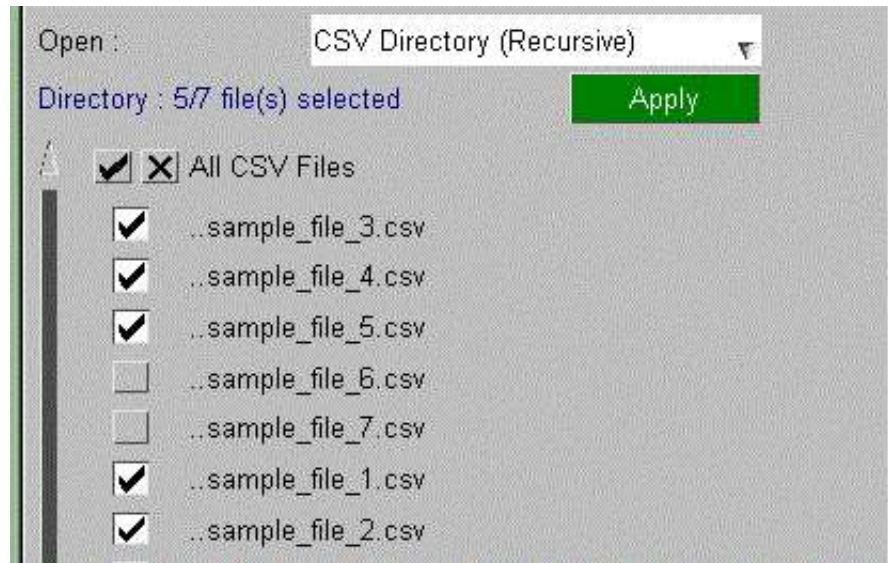 Open : CSV Directory (Recursive)
Directory : 5/7 file(s) selected Apply
All CSV Files
..sample_file_3.csv
..sample_file_4.csv
..sample_file_5.csv
..sample_file_6.csv
..sample_file_7.csv
..sample_file_1.csv
..sample_file_2.csv